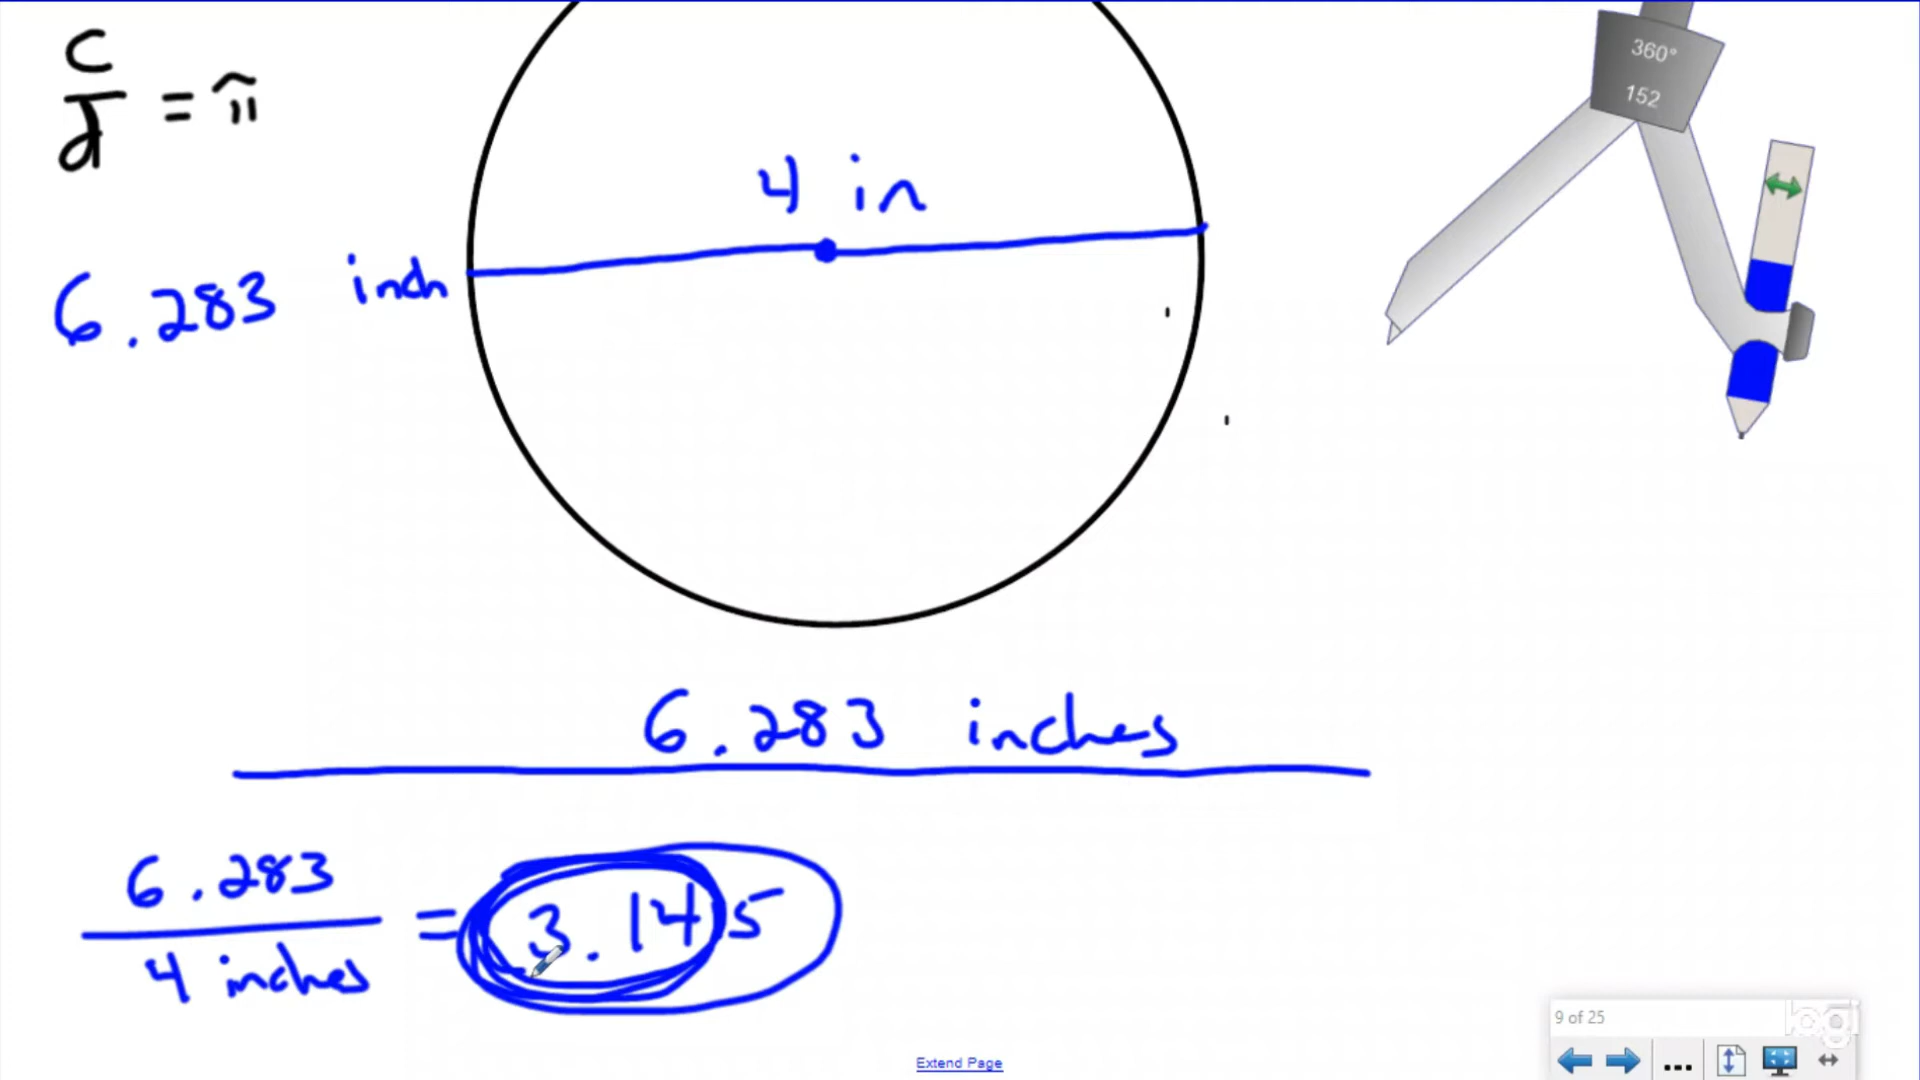 C
d = π
360°
152
4 in
6.283 inch
6.283 inches
6.283
4 inches = 3.145
9 of 25
logi
Extend Page